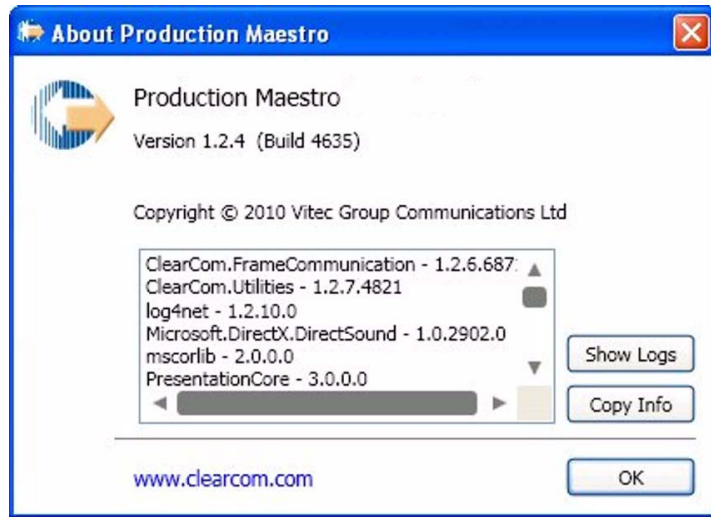 About Production Maestro
Production Maestro
Version 1.2.4 (Build 4635)
Copyright © 2010 Vitec Group Communications Ltd
ClearCom.FrameCommunication - 1.2.6.687
ClearCom.Utilities - 1.2.7.4821
log4net - 1.2.10.0
Microsoft.DirectX.DirectSound - 1.0.2902.0
mscorlib - 2.0.0.0
PresentationCore - 3.0.0.0
Show Logs
Copy Info
www.clearcom.com
OK